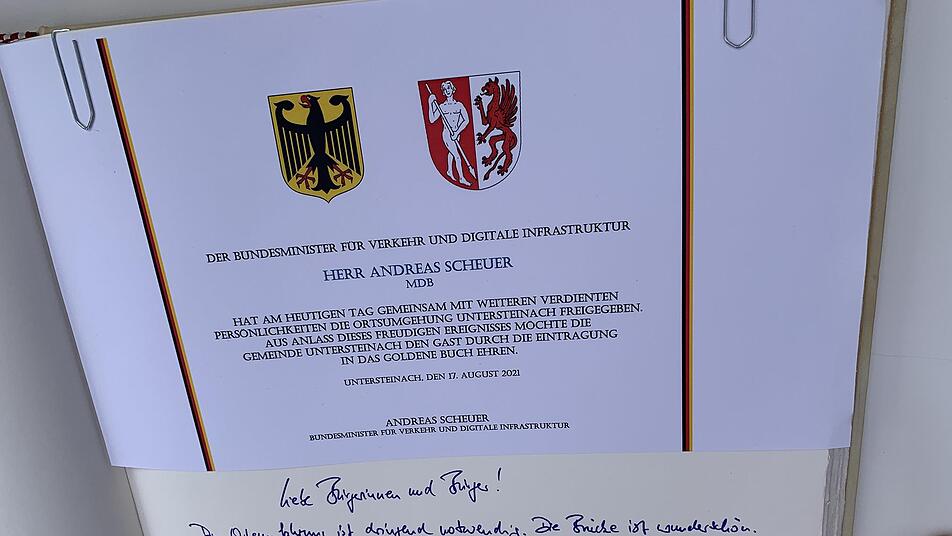 DER BUNDESMINISTER FÜR VERKEHR UND DIGITALE INFRASTRUKTUR
HERR ANDREAS SCHEUER
MDB
HAT AM HEUTIGEN TAG GEMEINSAM MIT WEITEREN VERDIENTEN
PERSÖNLICHKEITEN DIE ORTSUMGEHUNG UNTERSTEINACH FREIGEGEBEN.
AUS ANLASS DIESES FREUDIGEN EREIGNISSES MÖCHTE DIE
GEMEINDE UNTERSTEINACH DEN GAST DURCH DIE EINTRAGUNG
IN DAS GOLDENE BUCH EHREN.
UNTERSTEINACH, DEN 17. AUGUST 2021
ANDREAS SCHEUER
BUNDESMINISTER FÜR VERKEHR UND DIGITALE INFRASTRUKTUR
Liebe Bürgerinnen und Bürger!
ist dringend notwendig. Die Brücke ist wunderschön.